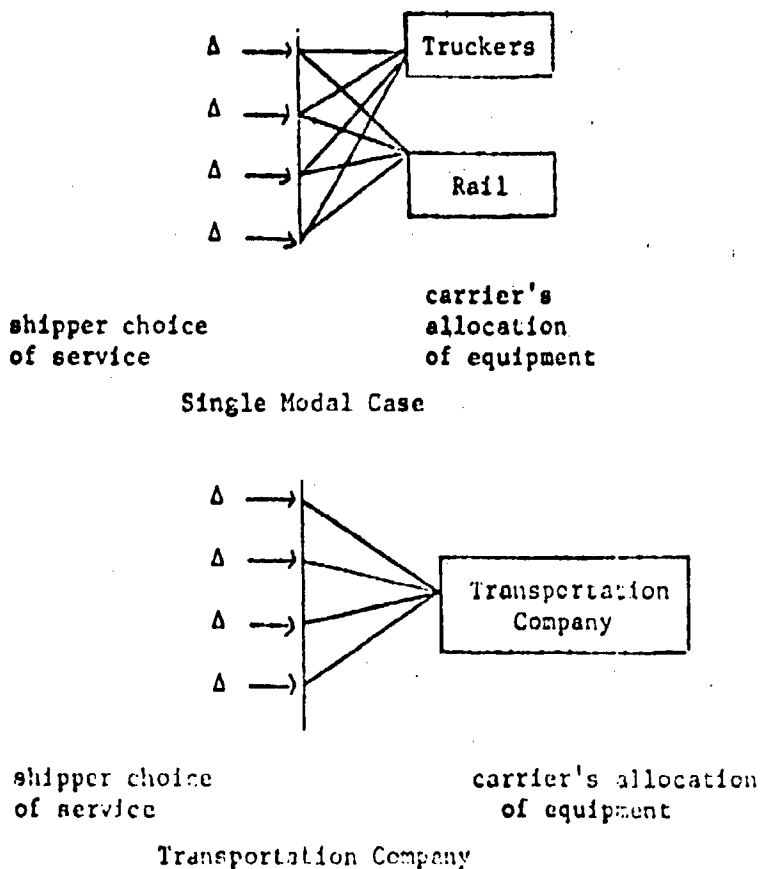 Δ
Truckers
Δ
Δ
Rail
Δ
shipper choice
of service
carrier's
allocation
of equipment
Single Modal Case
Δ
Δ
Transportation
Company
Δ
Δ
shipper choice
of service
carrier's allocation
of equipment
Transportation Company